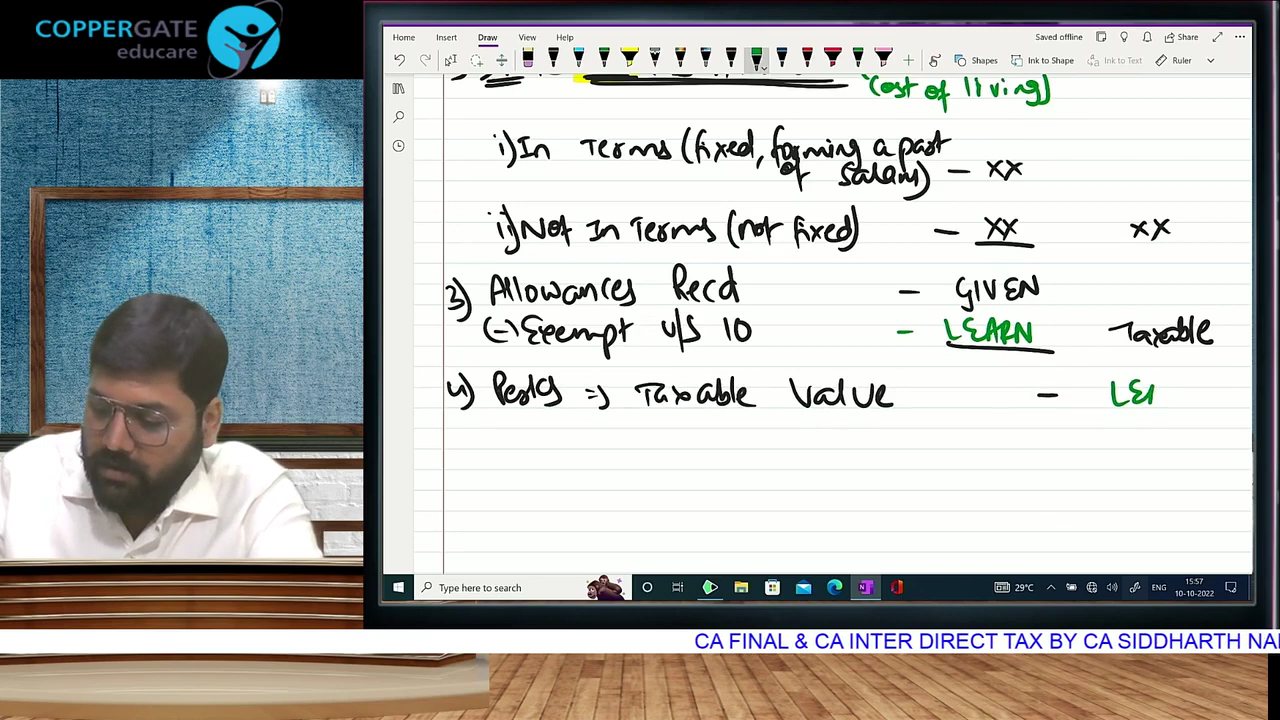 COPPERGATE
educare
Home Insert Draw View Help
Saved offline
Share
Shapes
Ink to Shape
Ink to Text
Ruler
(cost of living)
i) In Terms (fixed, forming a part
of salary) - xx
ii) Not In Terms (not fixed) - xx xx
3) Allowances Recd - GIVEN
(-) Exempt u/s 10 - LEARN Taxable
4) Perks => Taxable Value - LE
Type here to search
29°C
ENG
15:57
10-10-2022
CA FINAL & CA INTER DIRECT TAX BY CA SIDDHARTH